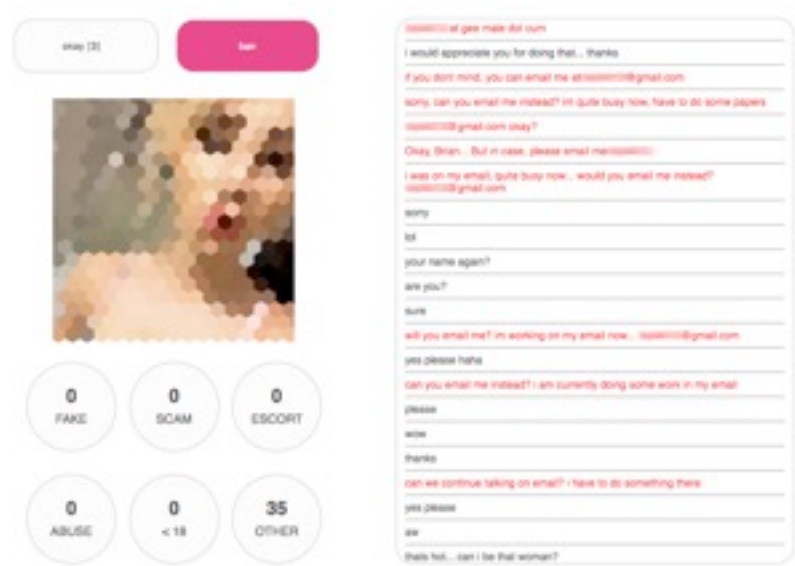 okay [3]
ban
0
FAKE
0
SCAM
0
ESCORT
0
ABUSE
0
< 18
35
OTHER
at gee male dot cum
i would appreciate you for doing that... thanks
if you dont mind, you can email me at @gmail.com
sorry, can you email me instead? im quite busy now, have to do some papers
@gmail.com okay?
Okay, Brian... But in case, please email me
i was on my email, quite busy now... would you email me instead?
@gmail.com
sorry
lol
your name again?
are you?
sure
will you email me? im working on my email now... @gmail.com
yes please haha
can you email me instead? i am currently doing some work in my email
please
wow
thanks
can we continue talking on email? i have to do something there
yes please
aw
thats hot... can i be that woman?